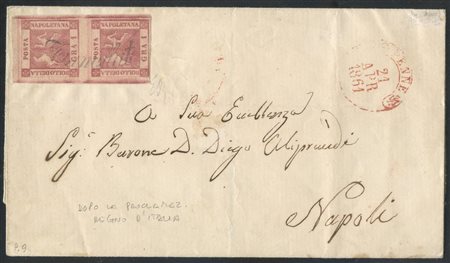 POSTA NAPOLETANA GRA 1 BOLLO DELLA
POSTA NAPOLETANA GRA 1 BOLLO DELLA
21
APR
1861
A Sua Eccellenza
Sig. Barone D. Diego
Napoli
DOPO LA PROCLAMAZ.
REGNO D'ITALIA